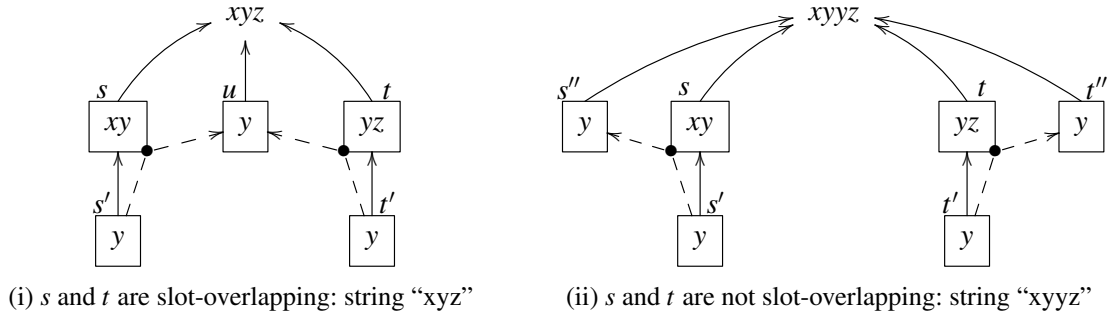 xyz xyyz
s u t s'' s t t''
xy y yz y xy yz y
s' t' s' t'
y y y y
(i) s and t are slot-overlapping: string “xyz” (ii) s and t are not slot-overlapping: string “xyyz”